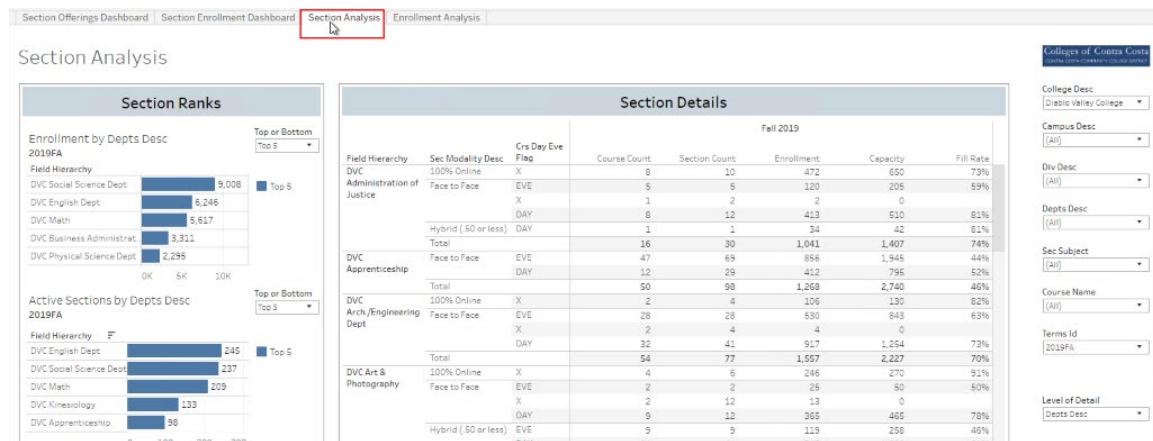 Section Offerings Dashboard Section Enrollment Dashboard Section Analysis Enrollment Analysis
Section Analysis
Colleges of Contra Costa
CONTRA COSTA COMMUNITY COLLEGE DISTRICT
Section Ranks
Enrollment by Depts Desc
2019FA
Top or Bottom
Top 5
Field Hierarchy
DVC Social Science Dept 9,008
DVC English Dept 6,246
DVC Math 5,617
DVC Business Administrat.. 3,311
DVC Physical Science Dept 2,295
0K 5K 10K
Top 5
Active Sections by Depts Desc
2019FA
Top or Bottom
Top 5
Field Hierarchy
DVC English Dept 245
DVC Social Science Dept 237
DVC Math 209
DVC Kinesiology 133
DVC Apprenticeship 98
Top 5
Section Details
Fall 2019
Field Hierarchy Sec Modality Desc Crs Day Eve Flag Course Count Section Count Enrollment Capacity Fill Rate
DVC Administration of Justice 100% Online X 8 10 472 650 73%
Face to Face EVE 5 5 120 205 59%
X 1 2 2 0
DAY 8 12 413 510 81%
Hybrid (.50 or less) DAY 1 1 34 42 81%
Total 16 30 1,041 1,407 74%
DVC Apprenticeship Face to Face EVE 47 69 856 1,945 44%
DAY 12 29 412 795 52%
Total 50 98 1,268 2,740 46%
DVC Arch./Engineering Dept 100% Online X 2 4 106 130 82%
Face to Face EVE 28 28 530 843 63%
X 2 4 4 0
DAY 32 41 917 1,254 73%
Total 54 77 1,557 2,227 70%
DVC Art & Photography 100% Online X 4 6 246 270 91%
Face to Face EVE 2 2 25 50 50%
X 2 12 13 0
DAY 9 12 365 465 78%
Hybrid (.50 or less) EVE 9 9 119 258 46%
College Desc
Diablo Valley College
Campus Desc
(All)
Div Desc
(All)
Depts Desc
(All)
Sec Subject
(All)
Course Name
(All)
Terms Id
2019FA
Level of Detail
Depts Desc